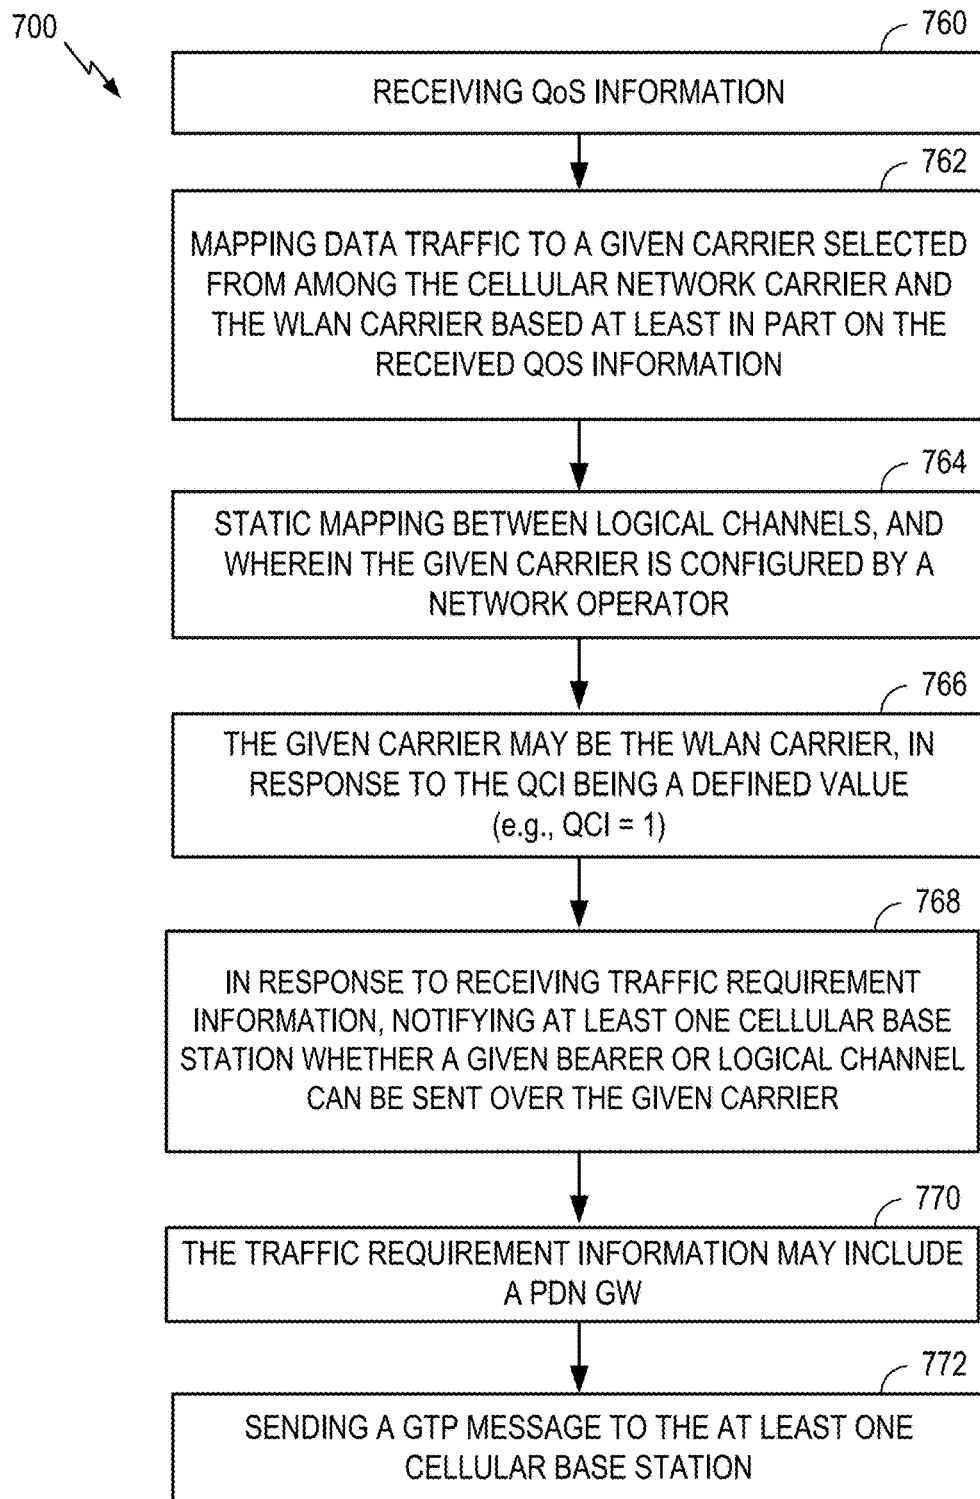 700
760
RECEIVING QoS INFORMATION
762
MAPPING DATA TRAFFIC TO A GIVEN CARRIER SELECTED
FROM AMONG THE CELLULAR NETWORK CARRIER AND
THE WLAN CARRIER BASED AT LEAST IN PART ON THE
RECEIVED QOS INFORMATION
764
STATIC MAPPING BETWEEN LOGICAL CHANNELS, AND
WHEREIN THE GIVEN CARRIER IS CONFIGURED BY A
NETWORK OPERATOR
766
THE GIVEN CARRIER MAY BE THE WLAN CARRIER, IN
RESPONSE TO THE QCI BEING A DEFINED VALUE
(e.g., QCI = 1)
768
IN RESPONSE TO RECEIVING TRAFFIC REQUIREMENT
INFORMATION, NOTIFYING AT LEAST ONE CELLULAR BASE
STATION WHETHER A GIVEN BEARER OR LOGICAL CHANNEL
CAN BE SENT OVER THE GIVEN CARRIER
770
THE TRAFFIC REQUIREMENT INFORMATION MAY INCLUDE
A PDN GW
772
SENDING A GTP MESSAGE TO THE AT LEAST ONE
CELLULAR BASE STATION